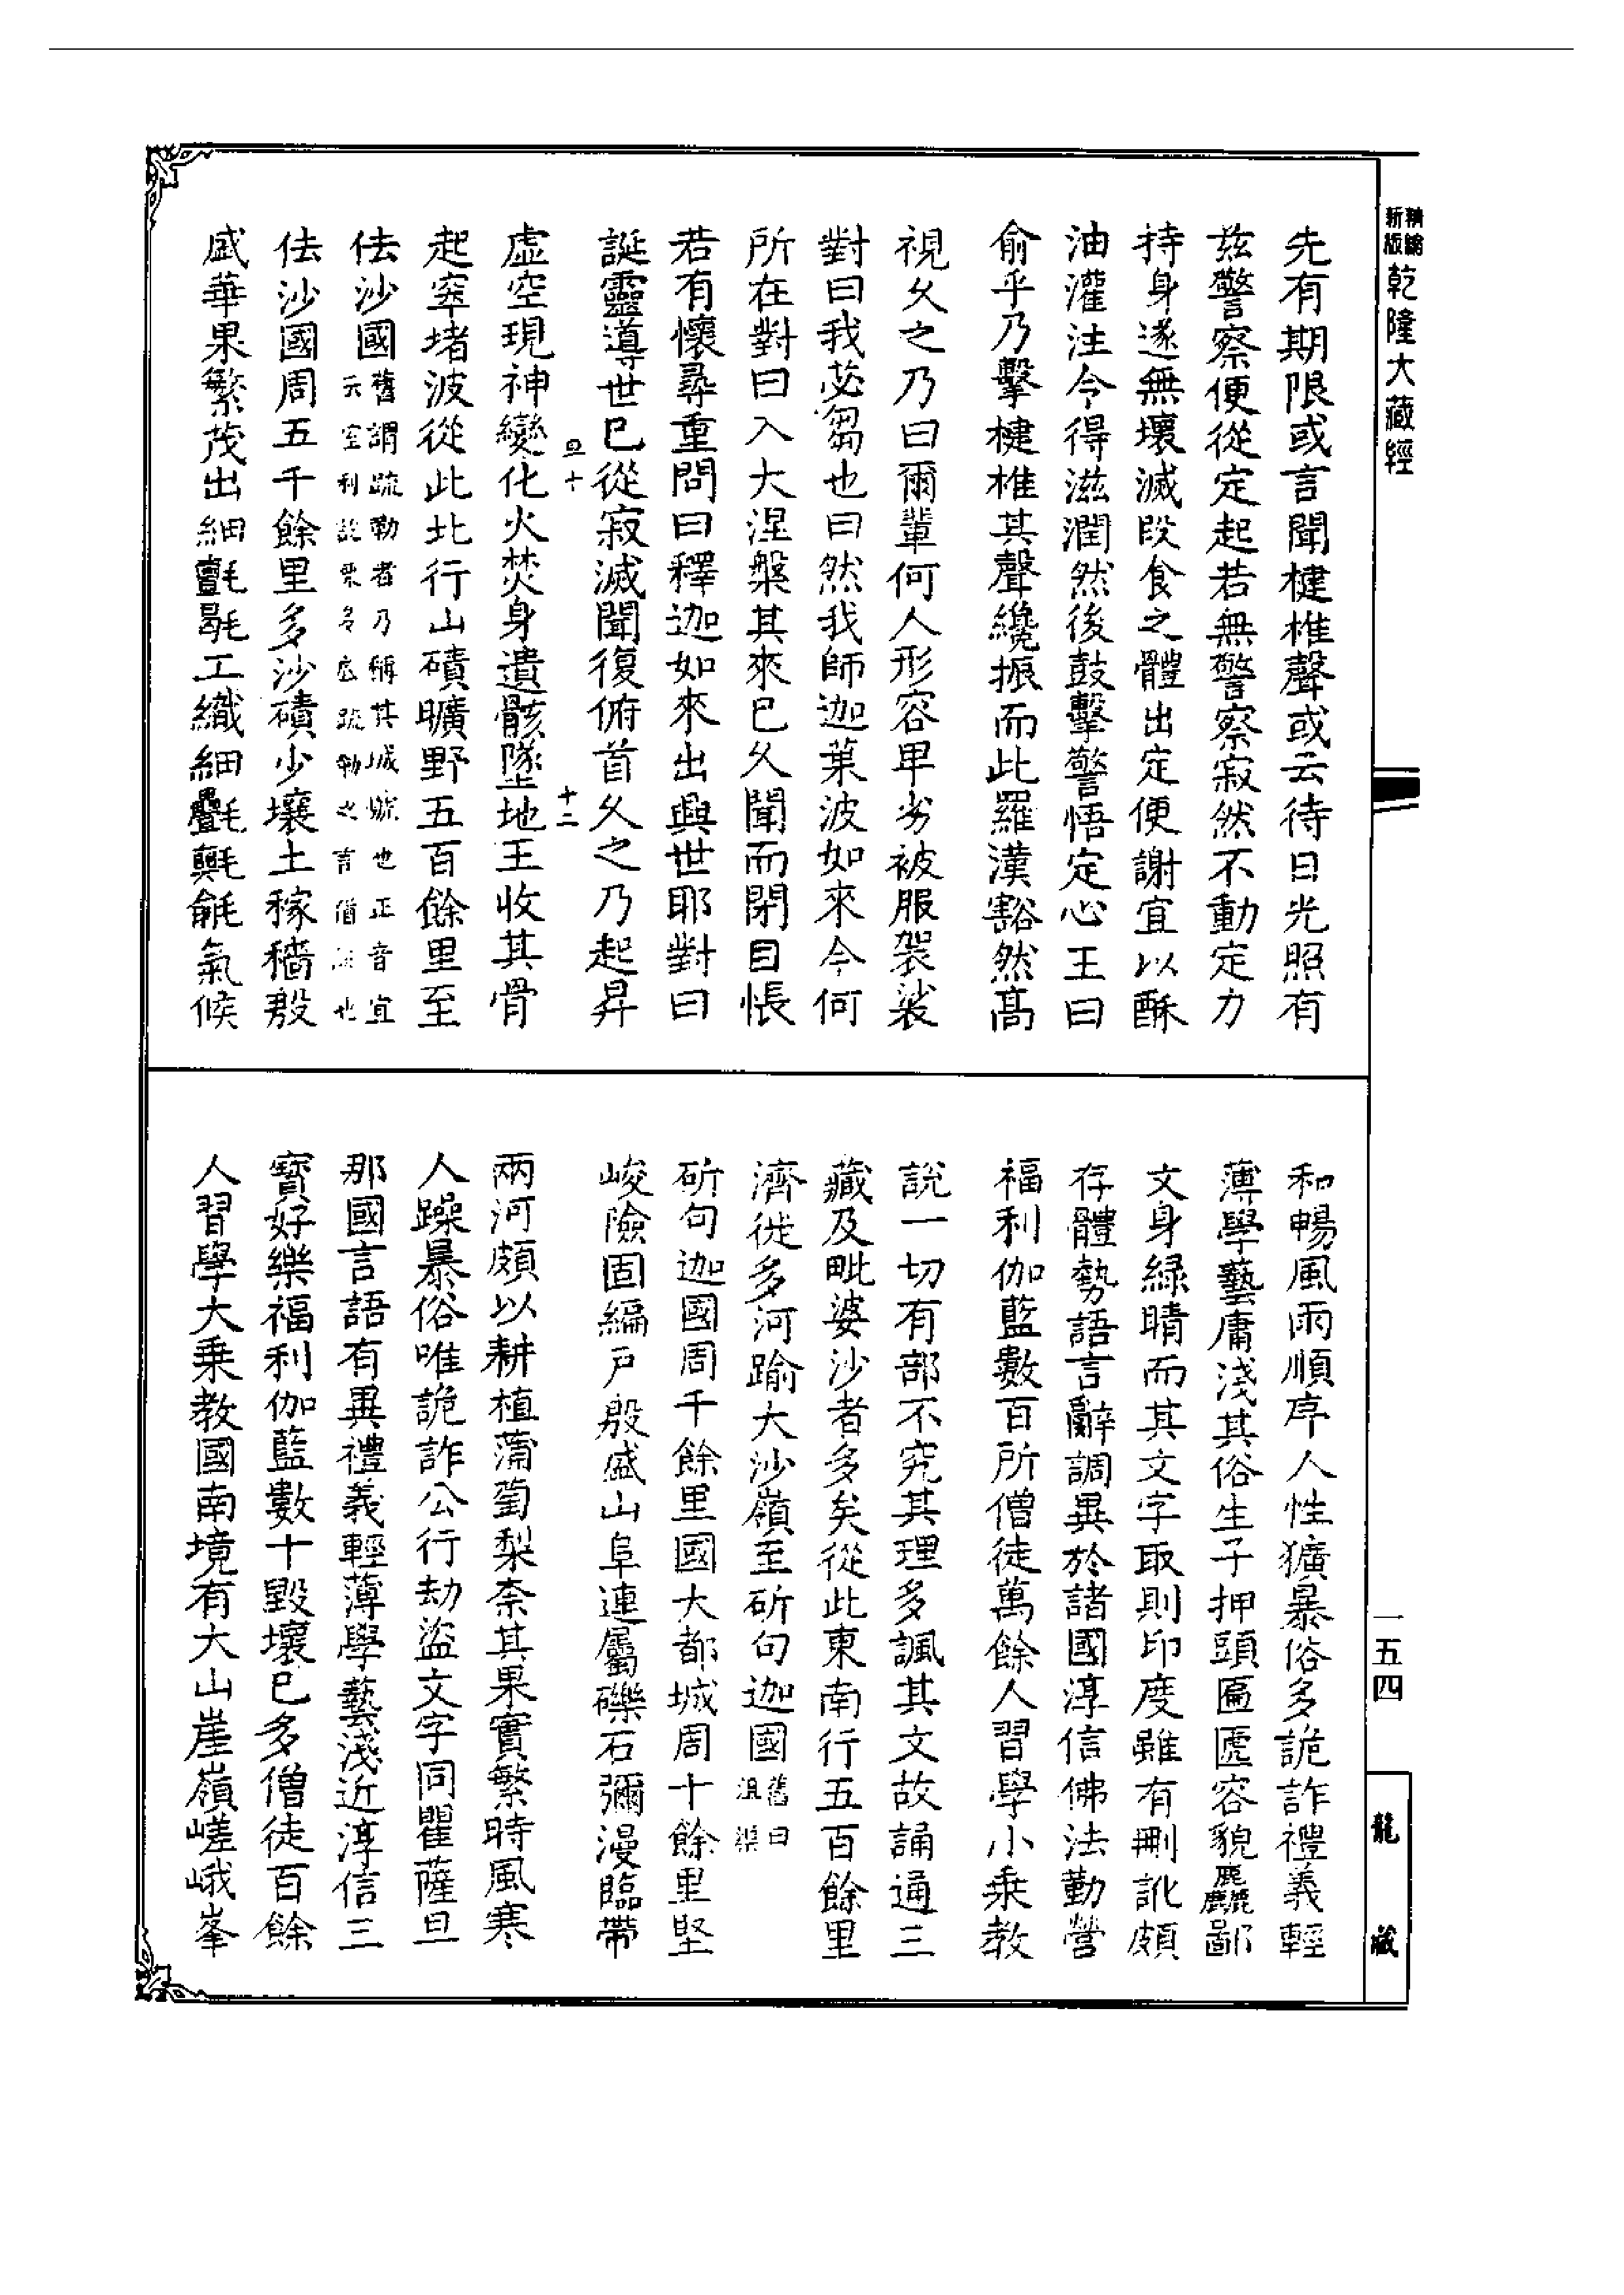 精繪新版乾隆大藏經
先有期限或言聞楗椎聲或云待日光照有
茲警察便從定起若無警察寂然不動定力
持身遂無壞滅段食之體出定便謝宜以酥
油灌注令得滋潤然後鼓擊警悟定心王曰
俞乎乃擊楗椎其聲纔振而此羅漢豁然高
視久之乃曰爾輩何人形容卑劣被服袈裟
對曰我苾芻也曰然我師迦葉波如來今何
所在對曰入大涅槃其來已久聞而閉目悵
若有懷尋重問曰釋迦如來出興世耶對曰
誕靈導世已從寂滅聞復俯首久之乃起昇
旦十 十二
虛空現神變化火焚身遺骸墜地王收其骨
起窣堵波從此北行山磧曠野五百餘里至
佉沙國舊謂疏勒者乃稱其城號也正音宜云室利訖栗多底疏勒之言猶訛也
佉沙國周五千餘里多沙磧少壤土稼穡殷
盛華果繁茂出細氎毼工織細氎氍毹氣候
和暢風雨順序人性獷暴俗多詭詐禮義輕
薄學藝庸淺其俗生子押頭匾㔸容貌麤鄙
文身綠睛而其文字取則印度雖有刪訛頗
存體勢語言辭調異於諸國淳信佛法勤營
福利伽藍數百所僧徒萬餘人習學小乘教
說一切有部不究其理多諷其文故誦通三
藏及毗婆沙者多矣從此東南行五百餘里
濟徙多河踰大沙嶺至斫句迦國舊曰沮渠
斫句迦國周千餘里國大都城周十餘里堅
峻險固編戶殷盛山阜連屬礫石彌漫臨帶
兩河頗以耕植蒲萄梨柰其果實繁時風寒
人躁暴俗唯詭詐公行劫盜文字同瞿薩旦
那國言語有異禮義輕薄學藝淺近淳信三
寶好樂福利伽藍數十毀壞已多僧徒百餘
人習學大乘教國南境有大山崖嶺嵯峨峯
一五四
龍藏